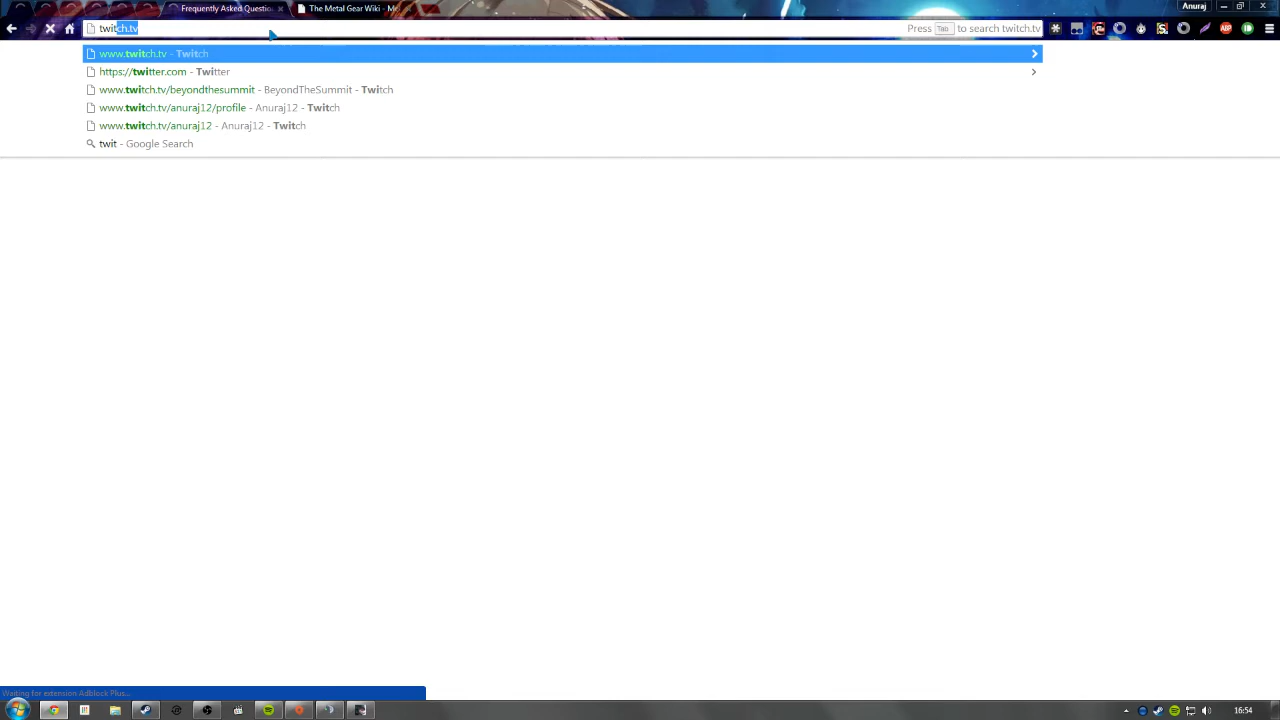 Frequently Asked Questio
The Metal Gear Wiki - Me
Anuraj
twitch.tv
Press Tab to search twitch.tv
www.twitch.tv - Twitch
https://twitter.com - Twitter
www.twitch.tv/beyondthesummit - BeyondTheSummit - Twitch
www.twitch.tv/anuraj12/profile - Anuraj12 - Twitch
www.twitch.tv/anuraj12 - Anuraj12 - Twitch
twit - Google Search
ABP
Waiting for extension Adblock Plus...
16:54